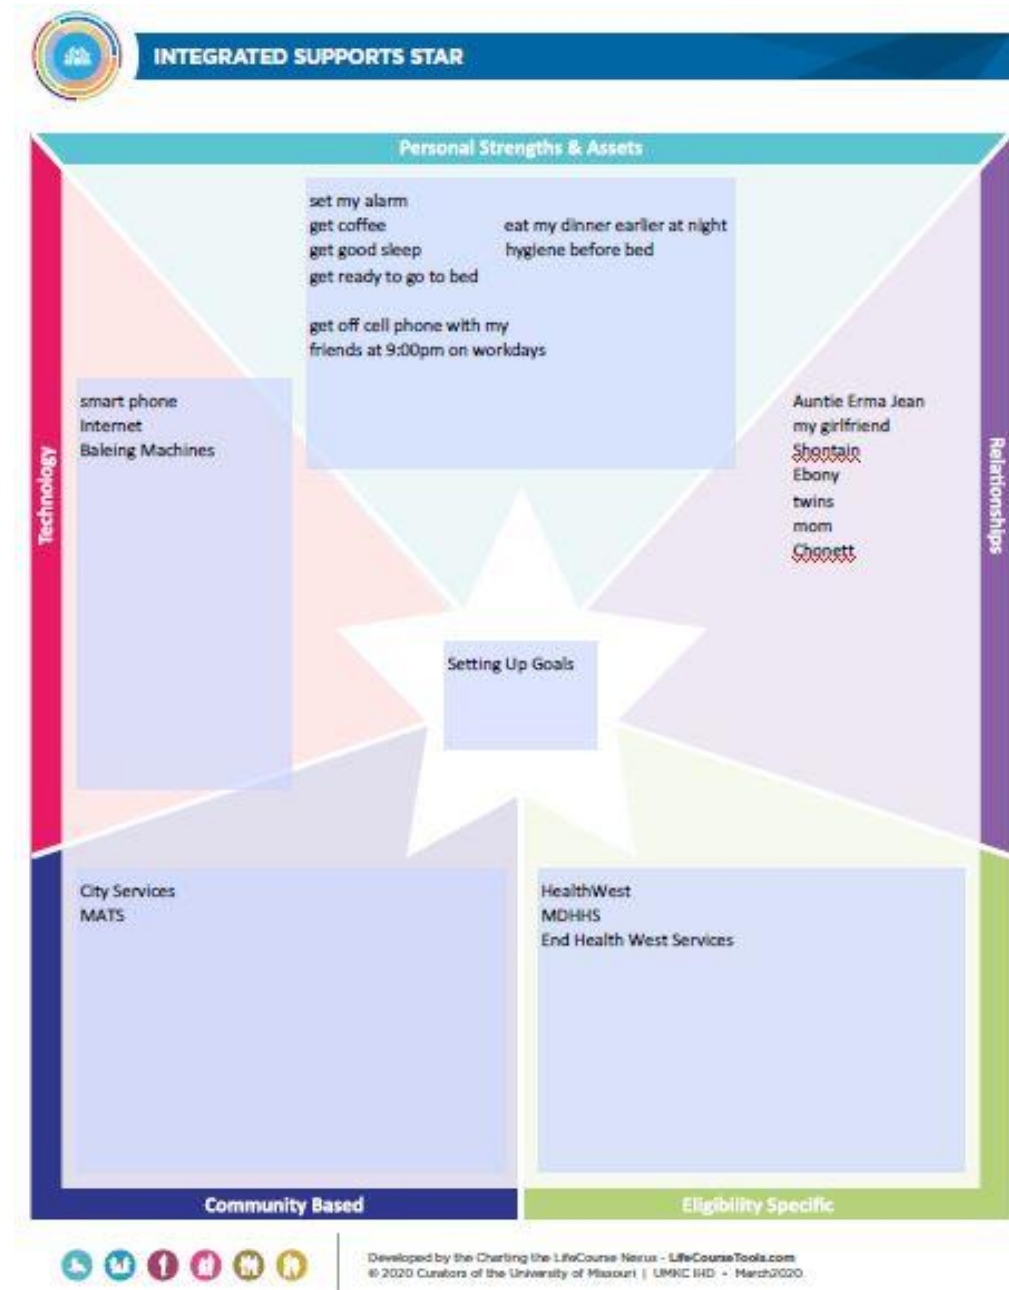 INTEGRATED SUPPORTS STAR
Personal Strengths & Assets
set my alarm
get coffee eat my dinner earlier at night
get good sleep hygiene before bed
get ready to go to bed
get off cell phone with my
friends at 9:00pm on workdays
Technology
smart phone
Internet
Baleing Machines
Relationships
Auntie Erma Jean
my girlfriend
Shontain
Ebony
twins
mom
Chonett
Setting Up Goals
City Services
MATS
Community Based
HealthWest
MDHHS
End Health West Services
Eligibility Specific
Developed by the Charting the LifeCourse Nexus - LifeCourseTools.com
© 2020 Curators of the University of Missouri | UMKC IHD • March2020